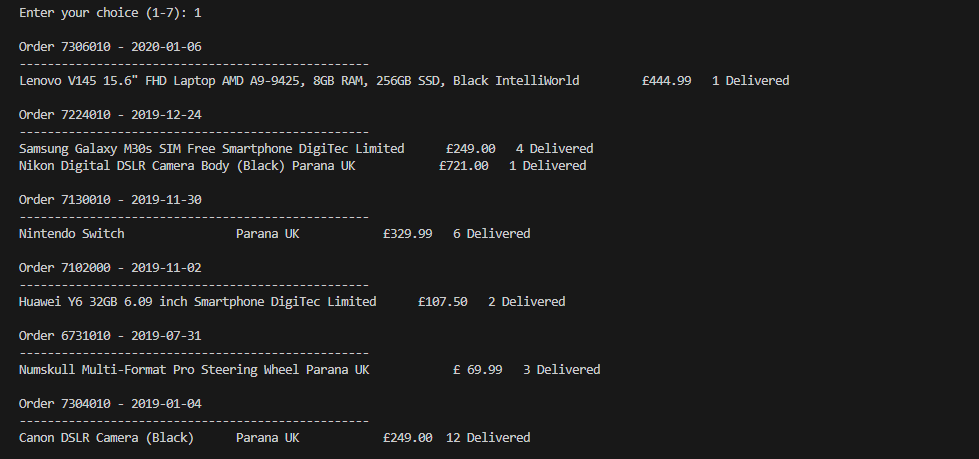 Enter your choice (1-7): 1
Order 7306010 - 2020-01-06
--------------------------------------------------
Lenovo V145 15.6" FHD Laptop AMD A9-9425, 8GB RAM, 256GB SSD, Black IntelliWorld         £444.99   1 Delivered
Order 7224010 - 2019-12-24
--------------------------------------------------
Samsung Galaxy M30s SIM Free Smartphone DigiTec Limited      £249.00   4 Delivered
Nikon Digital DSLR Camera Body (Black) Parana UK            £721.00   1 Delivered
Order 7130010 - 2019-11-30
--------------------------------------------------
Nintendo Switch                Parana UK            £329.99   6 Delivered
Order 7102000 - 2019-11-02
--------------------------------------------------
Huawei Y6 32GB 6.09 inch Smartphone DigiTec Limited      £107.50   2 Delivered
Order 6731010 - 2019-07-31
--------------------------------------------------
Numskull Multi-Format Pro Steering Wheel Parana UK            £ 69.99   3 Delivered
Order 7304010 - 2019-01-04
--------------------------------------------------
Canon DSLR Camera (Black)      Parana UK            £249.00  12 Delivered